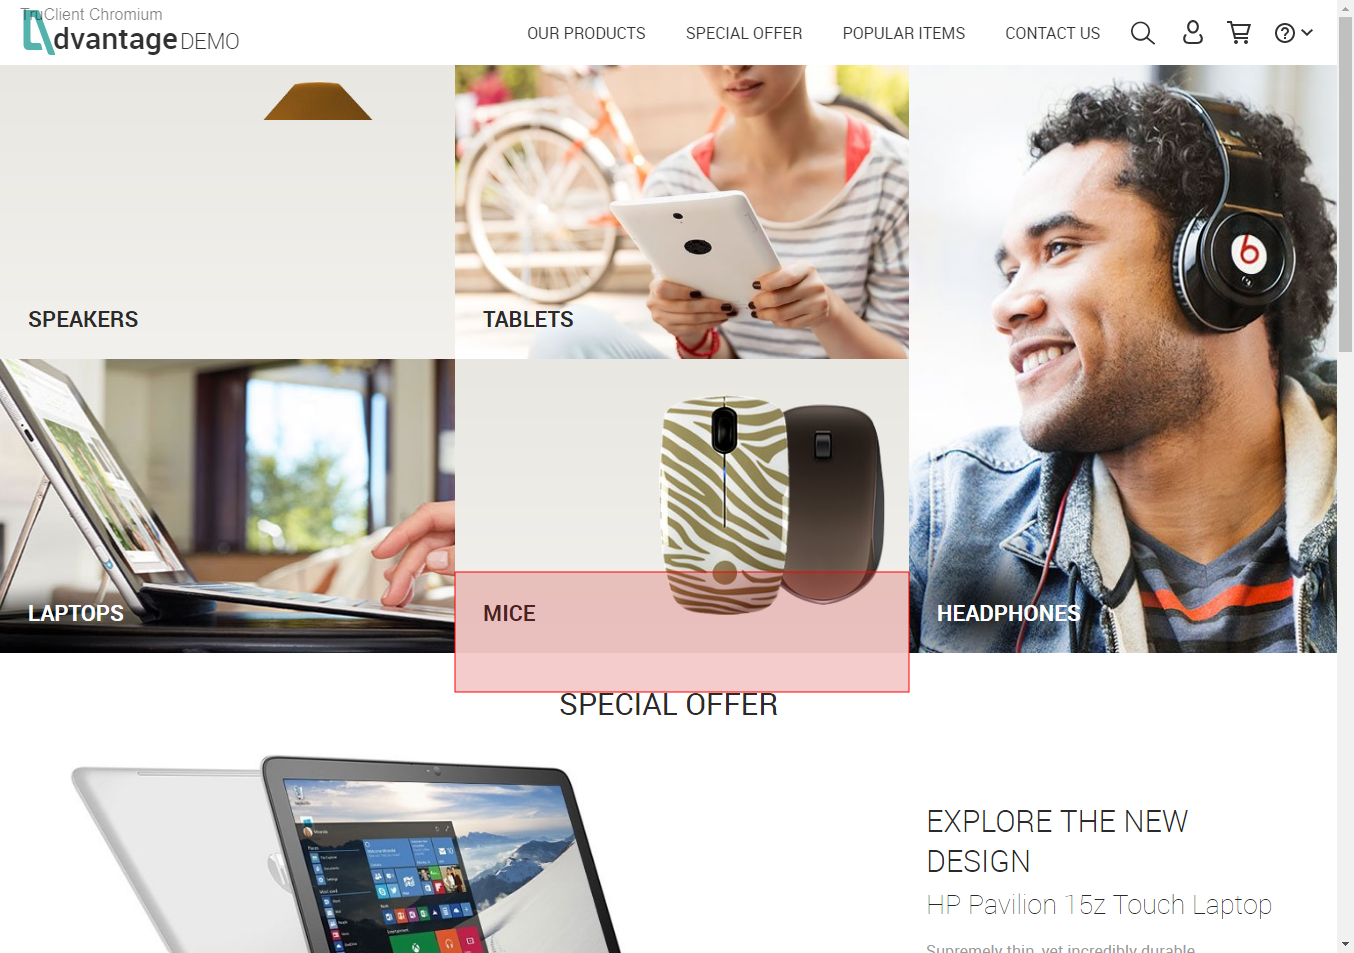 TruClient Chromium
dvantage DEMO
OUR PRODUCTS
SPECIAL OFFER
POPULAR ITEMS
CONTACT US
SPEAKERS
TABLETS
LAPTOPS
MICE
HEADPHONES
SPECIAL OFFER
EXPLORE THE NEW
DESIGN
HP Pavilion 15z Touch Laptop
Supremely thin, yet incredibly durable